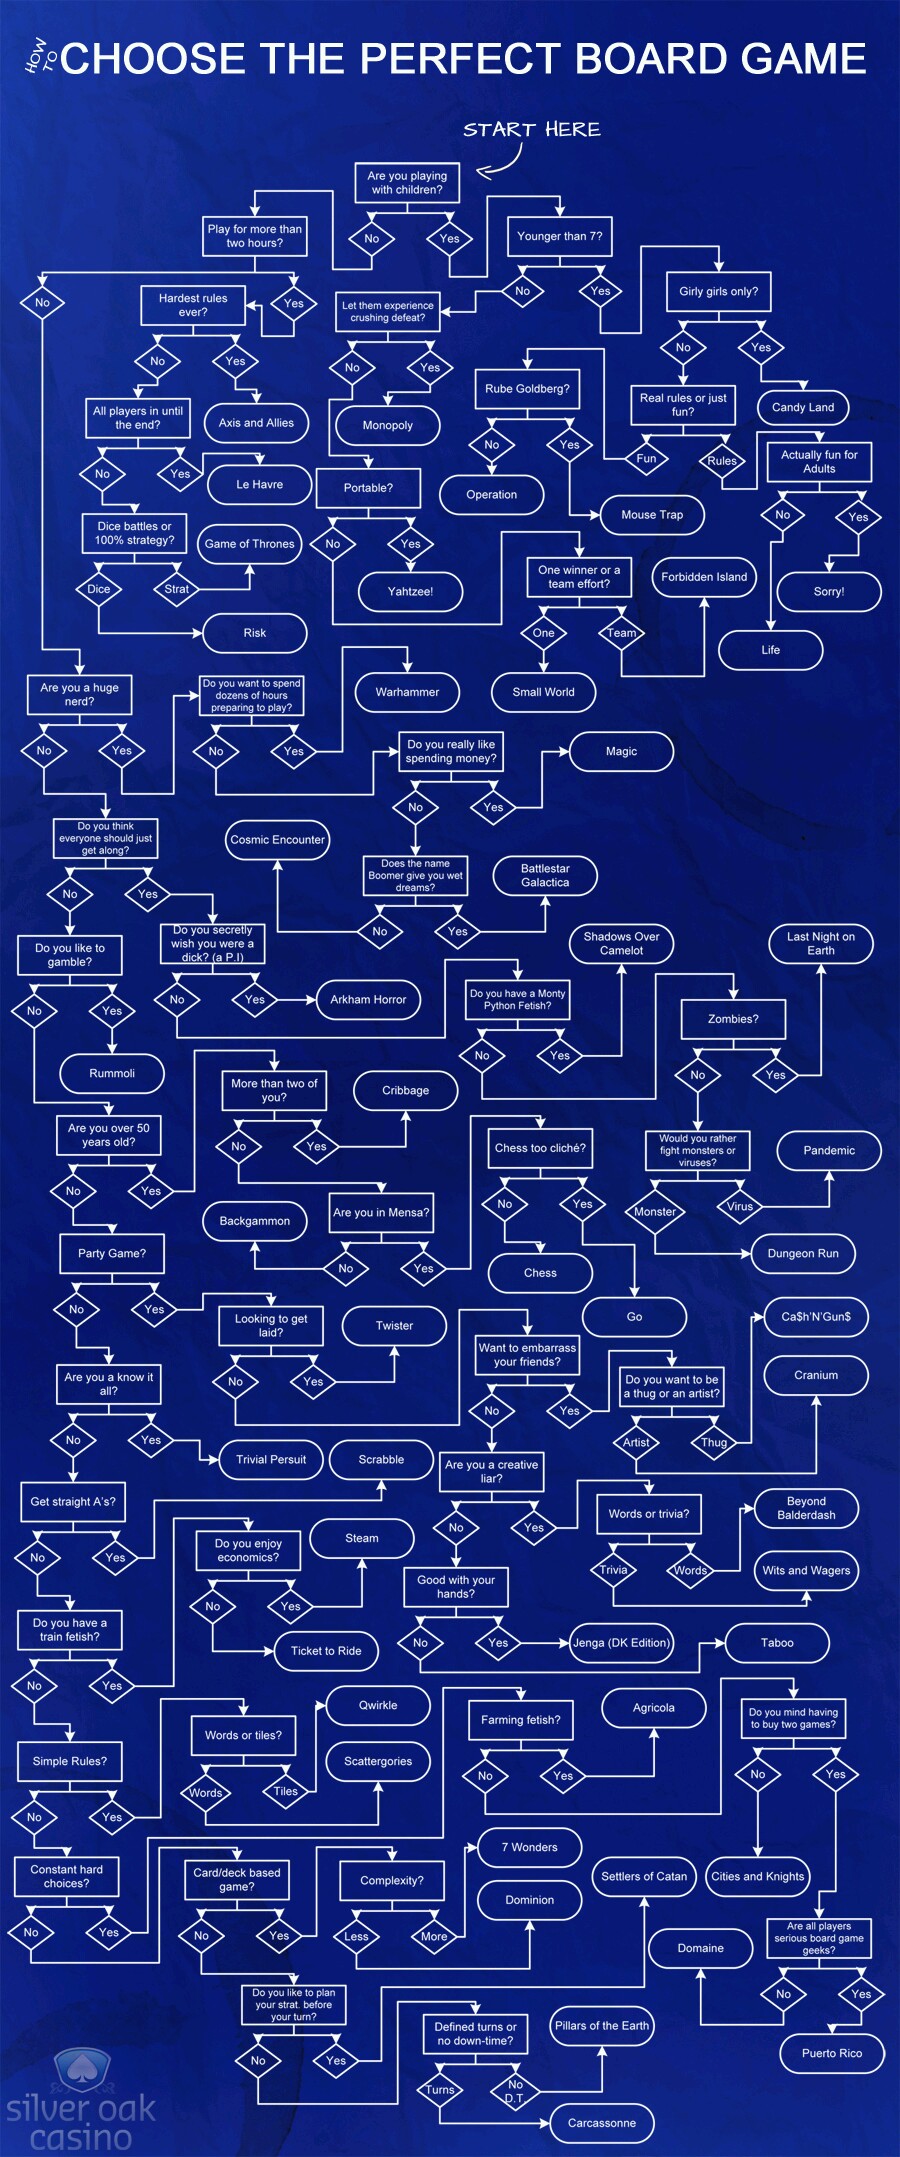 HOW TO CHOOSE THE PERFECT BOARD GAME
START HERE
Are you playing
with children?
Play for more than
two hours?
No
Yes
Younger than 7?
No
Hardest rules
ever?
Yes
Let them experience
crushing defeat?
No
Yes
Girly girls only?
No
Yes
No
Yes
Rube Goldberg?
No
Yes
Real rules or just
fun?
Candy Land
All players in until
the end?
Axis and Allies
Monopoly
No
Yes
Fun
Rules
Actually fun for
Adults
No
Yes
Le Havre
Portable?
Operation
Mouse Trap
No
Yes
Dice battles or
100% strategy?
Game of Thrones
No
Yes
One winner or a
team effort?
Forbidden Island
Dice
Strat
Yahtzee!
Sorry!
Risk
One
Team
Life
Are you a huge
nerd?
Do you want to spend
dozens of hours
preparing to play?
Warhammer
Small World
No
Yes
No
Yes
Do you really like
spending money?
Magic
No
Yes
Do you think
everyone should just
get along?
Cosmic Encounter
Does the name
Boomer give you wet
dreams?
Battlestar
Galactica
No
Yes
No
Yes
Do you like to
gamble?
Do you secretly
wish you were a
dick? (a P.I)
Shadows Over
Camelot
Last Night on
Earth
No
Yes
No
Yes
Arkham Horror
Do you have a Monty
Python Fetish?
Zombies?
No
Yes
No
Yes
Rummoli
More than two of
you?
Cribbage
Are you over 50
years old?
No
Yes
Chess too cliché?
Would you rather
fight monsters or
viruses?
Pandemic
No
Yes
Are you in Mensa?
No
Yes
Monster
Virus
Backgammon
Party Game?
No
Yes
Chess
Dungeon Run
No
Yes
Looking to get
laid?
Twister
Go
Ca$h'N'Gun$
Want to embarrass
your friends?
Are you a know it
all?
No
Yes
Do you want to be
a thug or an artist?
Cranium
No
Yes
No
Yes
Artist
Thug
Trivial Persuit
Scrabble
Are you a creative
liar?
Get straight A's?
Words or trivia?
Beyond
Balderdash
No
Yes
Do you enjoy
economics?
Steam
No
Yes
Trivia
Words
Wits and Wagers
Good with your
hands?
No
Yes
Do you have a
train fetish?
Ticket to Ride
No
Yes
Jenga (DK Edition)
Taboo
No
Yes
Qwirkle
Agricola
Words or tiles?
Farming fetish?
Do you mind having
to buy two games?
Simple Rules?
Scattergories
No
Yes
No
Yes
Words
Tiles
No
Yes
7 Wonders
Constant hard
choices?
Card/deck based
game?
Complexity?
Settlers of Catan
Cities and Knights
Dominion
No
Yes
No
Yes
Less
More
Are all players
serious board game
geeks?
Domaine
Do you like to plan
your strat. before
your turn?
No
Yes
Defined turns or
no down-time?
Pillars of the Earth
Puerto Rico
No
Yes
Turns
No
D.T.
Carcassonne
silver oak
casino